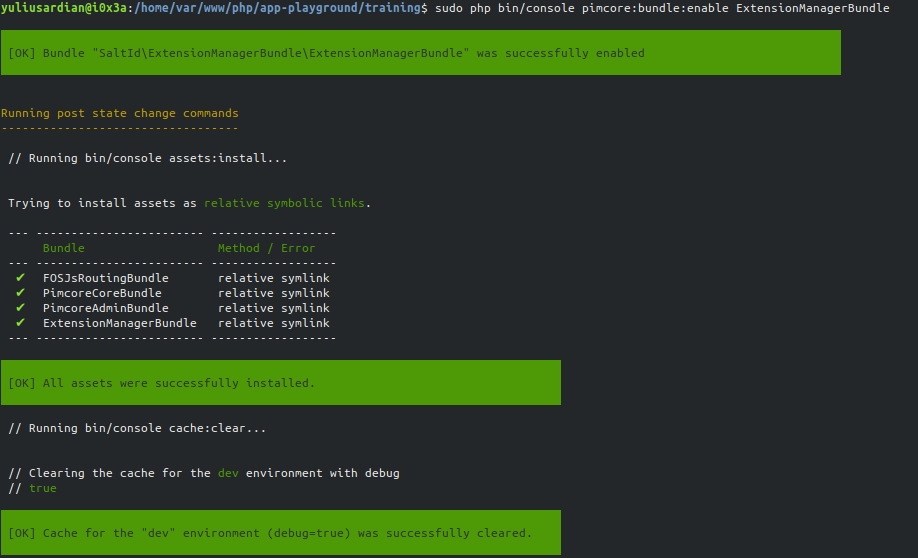 yuliusardian@i0x3a:/home/var/www/php/app-playground/training$ sudo php bin/console pimcore:bundle:enable ExtensionManagerBundle
[OK] Bundle "SaltId\ExtensionManagerBundle\ExtensionManagerBundle" was successfully enabled
Running post state change commands
----------------------------------
// Running bin/console assets:install...
Trying to install assets as relative symbolic links.
--- ------------------------ ------------------
Bundle Method / Error
--- ------------------------ ------------------
✔ FOSJsRoutingBundle relative symlink
✔ PimcoreCoreBundle relative symlink
✔ PimcoreAdminBundle relative symlink
✔ ExtensionManagerBundle relative symlink
--- ------------------------ ------------------
[OK] All assets were successfully installed.
// Running bin/console cache:clear...
// Clearing the cache for the dev environment with debug
// true
[OK] Cache for the "dev" environment (debug=true) was successfully cleared.